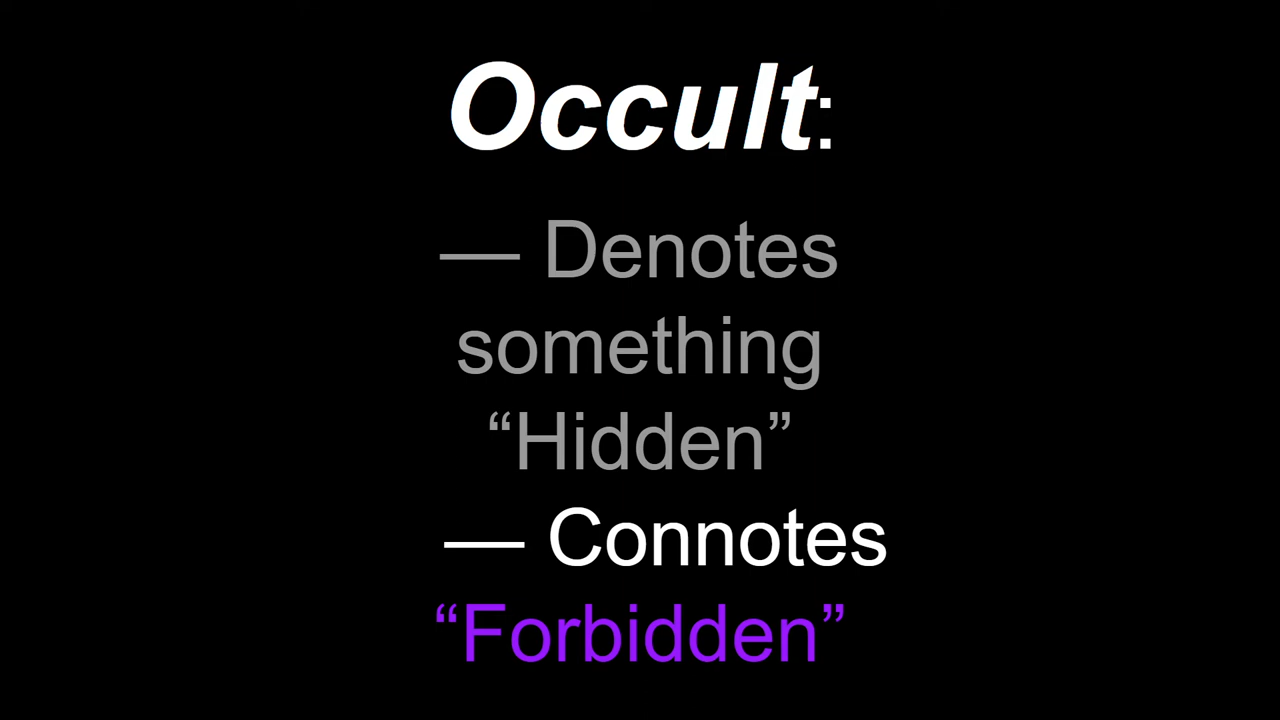 Occult:
— Denotes
something
“Hidden”
— Connotes
“Forbidden”